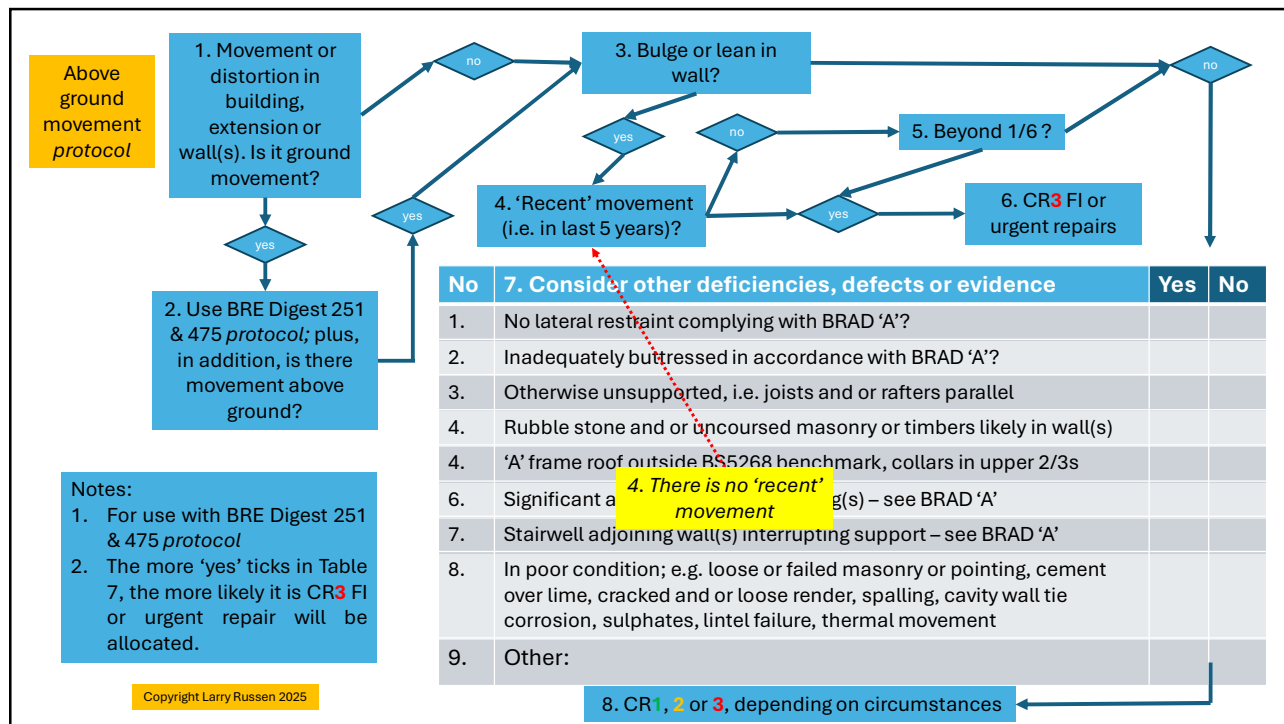 Above
ground
movement
protocol
1. Movement or
distortion in
building,
extension or
wall(s). Is it ground
movement?
no
3. Bulge or lean in
wall?
no
yes
no
5. Beyond 1/6 ?
yes
2. Use BRE Digest 251
& 475 protocol; plus,
in addition, is there
movement above
ground?
yes
4. ‘Recent’ movement
(i.e. in last 5 years)?
yes
6. CR3 FI or
urgent repairs
No 7. Consider other deficiencies, defects or evidence Yes No
1. No lateral restraint complying with BRAD ‘A’?
2. Inadequately buttressed in accordance with BRAD ‘A’?
3. Otherwise unsupported, i.e. joists and or rafters parallel
4. Rubble stone and or uncoursed masonry or timbers likely in wall(s)
4. ‘A’ frame roof outside BS5268 benchmark, collars in upper 2/3s
6. Significant g(s) – see BRAD ‘A’
7. Stairwell adjoining wall(s) interrupting support – see BRAD ‘A’
8. In poor condition; e.g. loose or failed masonry or pointing, cement
over lime, cracked and or loose render, spalling, cavity wall tie
corrosion, sulphates, lintel failure, thermal movement
9. Other:
4. There is no ‘recent’
movement
Notes:
1. For use with BRE Digest 251
& 475 protocol
2. The more ‘yes’ ticks in Table
7, the more likely it is CR3 FI
or urgent repair will be
allocated.
Copyright Larry Russen 2025
8. CR1, 2 or 3, depending on circumstances